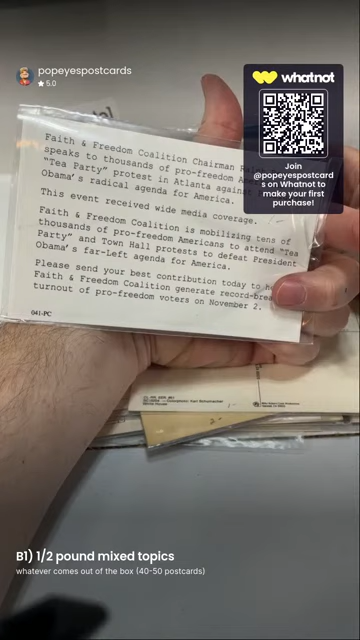 popeyespostcards
5.0
whatnot
Join
@popeyespostcard
s on Whatnot to
make your first
purchase!
Faith & Freedom Coalition Chairman
speaks to thousands of pro-freedom
"Tea Party" protest in Atlanta against
Obama's radical agenda for America.
This event received wide media coverage.
Faith & Freedom Coalition is mobilizing tens of
thousands of pro-freedom Americans to attend "Tea
Party" and Town Hall protests to defeat President
Obama's far-Left agenda for America.
Please send your best contribution today to
Faith & Freedom Coalition generate
turnout of pro-freedom voters on November 2.
041-PC
B1) 1/2 pound mixed topics
whatever comes out of the box (40-50 postcards)